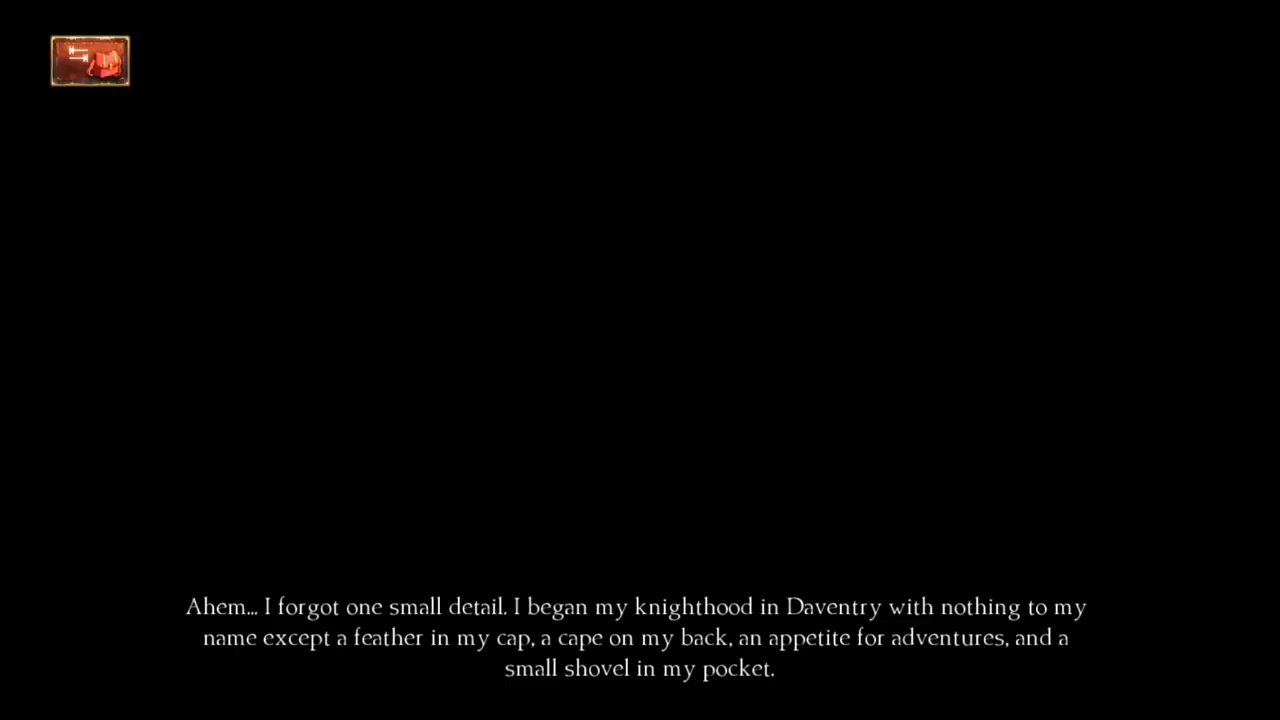 Ahem... I forgot one small detail. I began my knighthood in Daventry with nothing to my
name except a feather in my cap, a cape on my back, an appetite for adventures, and a
small shovel in my pocket.